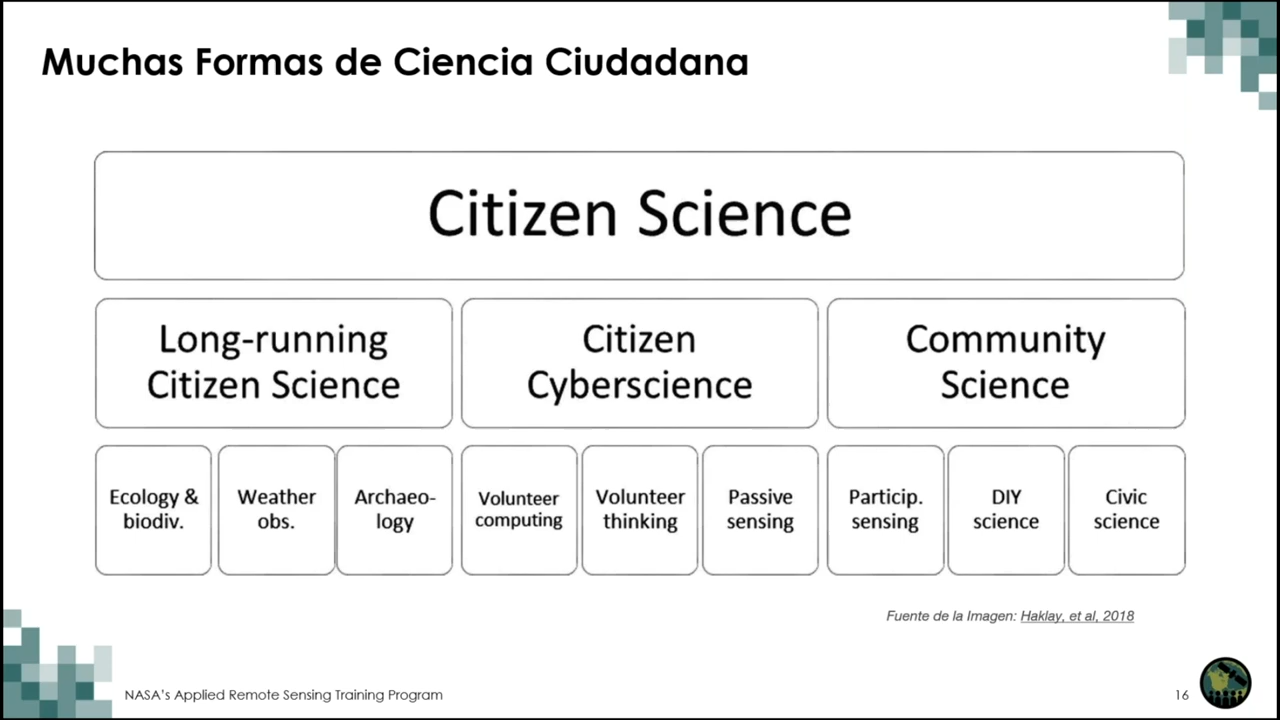 Muchas Formas de Ciencia Ciudadana
Citizen Science
Long-running
Citizen Science
Citizen
Cyberscience
Community
Science
Ecology &
biodiv.
Weather
obs.
Archaeo-
logy
Volunteer
computing
Volunteer
thinking
Passive
sensing
Particip.
sensing
DIY
science
Civic
science
Fuente de la Imagen: Haklay, et al, 2018
NASA's Applied Remote Sensing Training Program
16